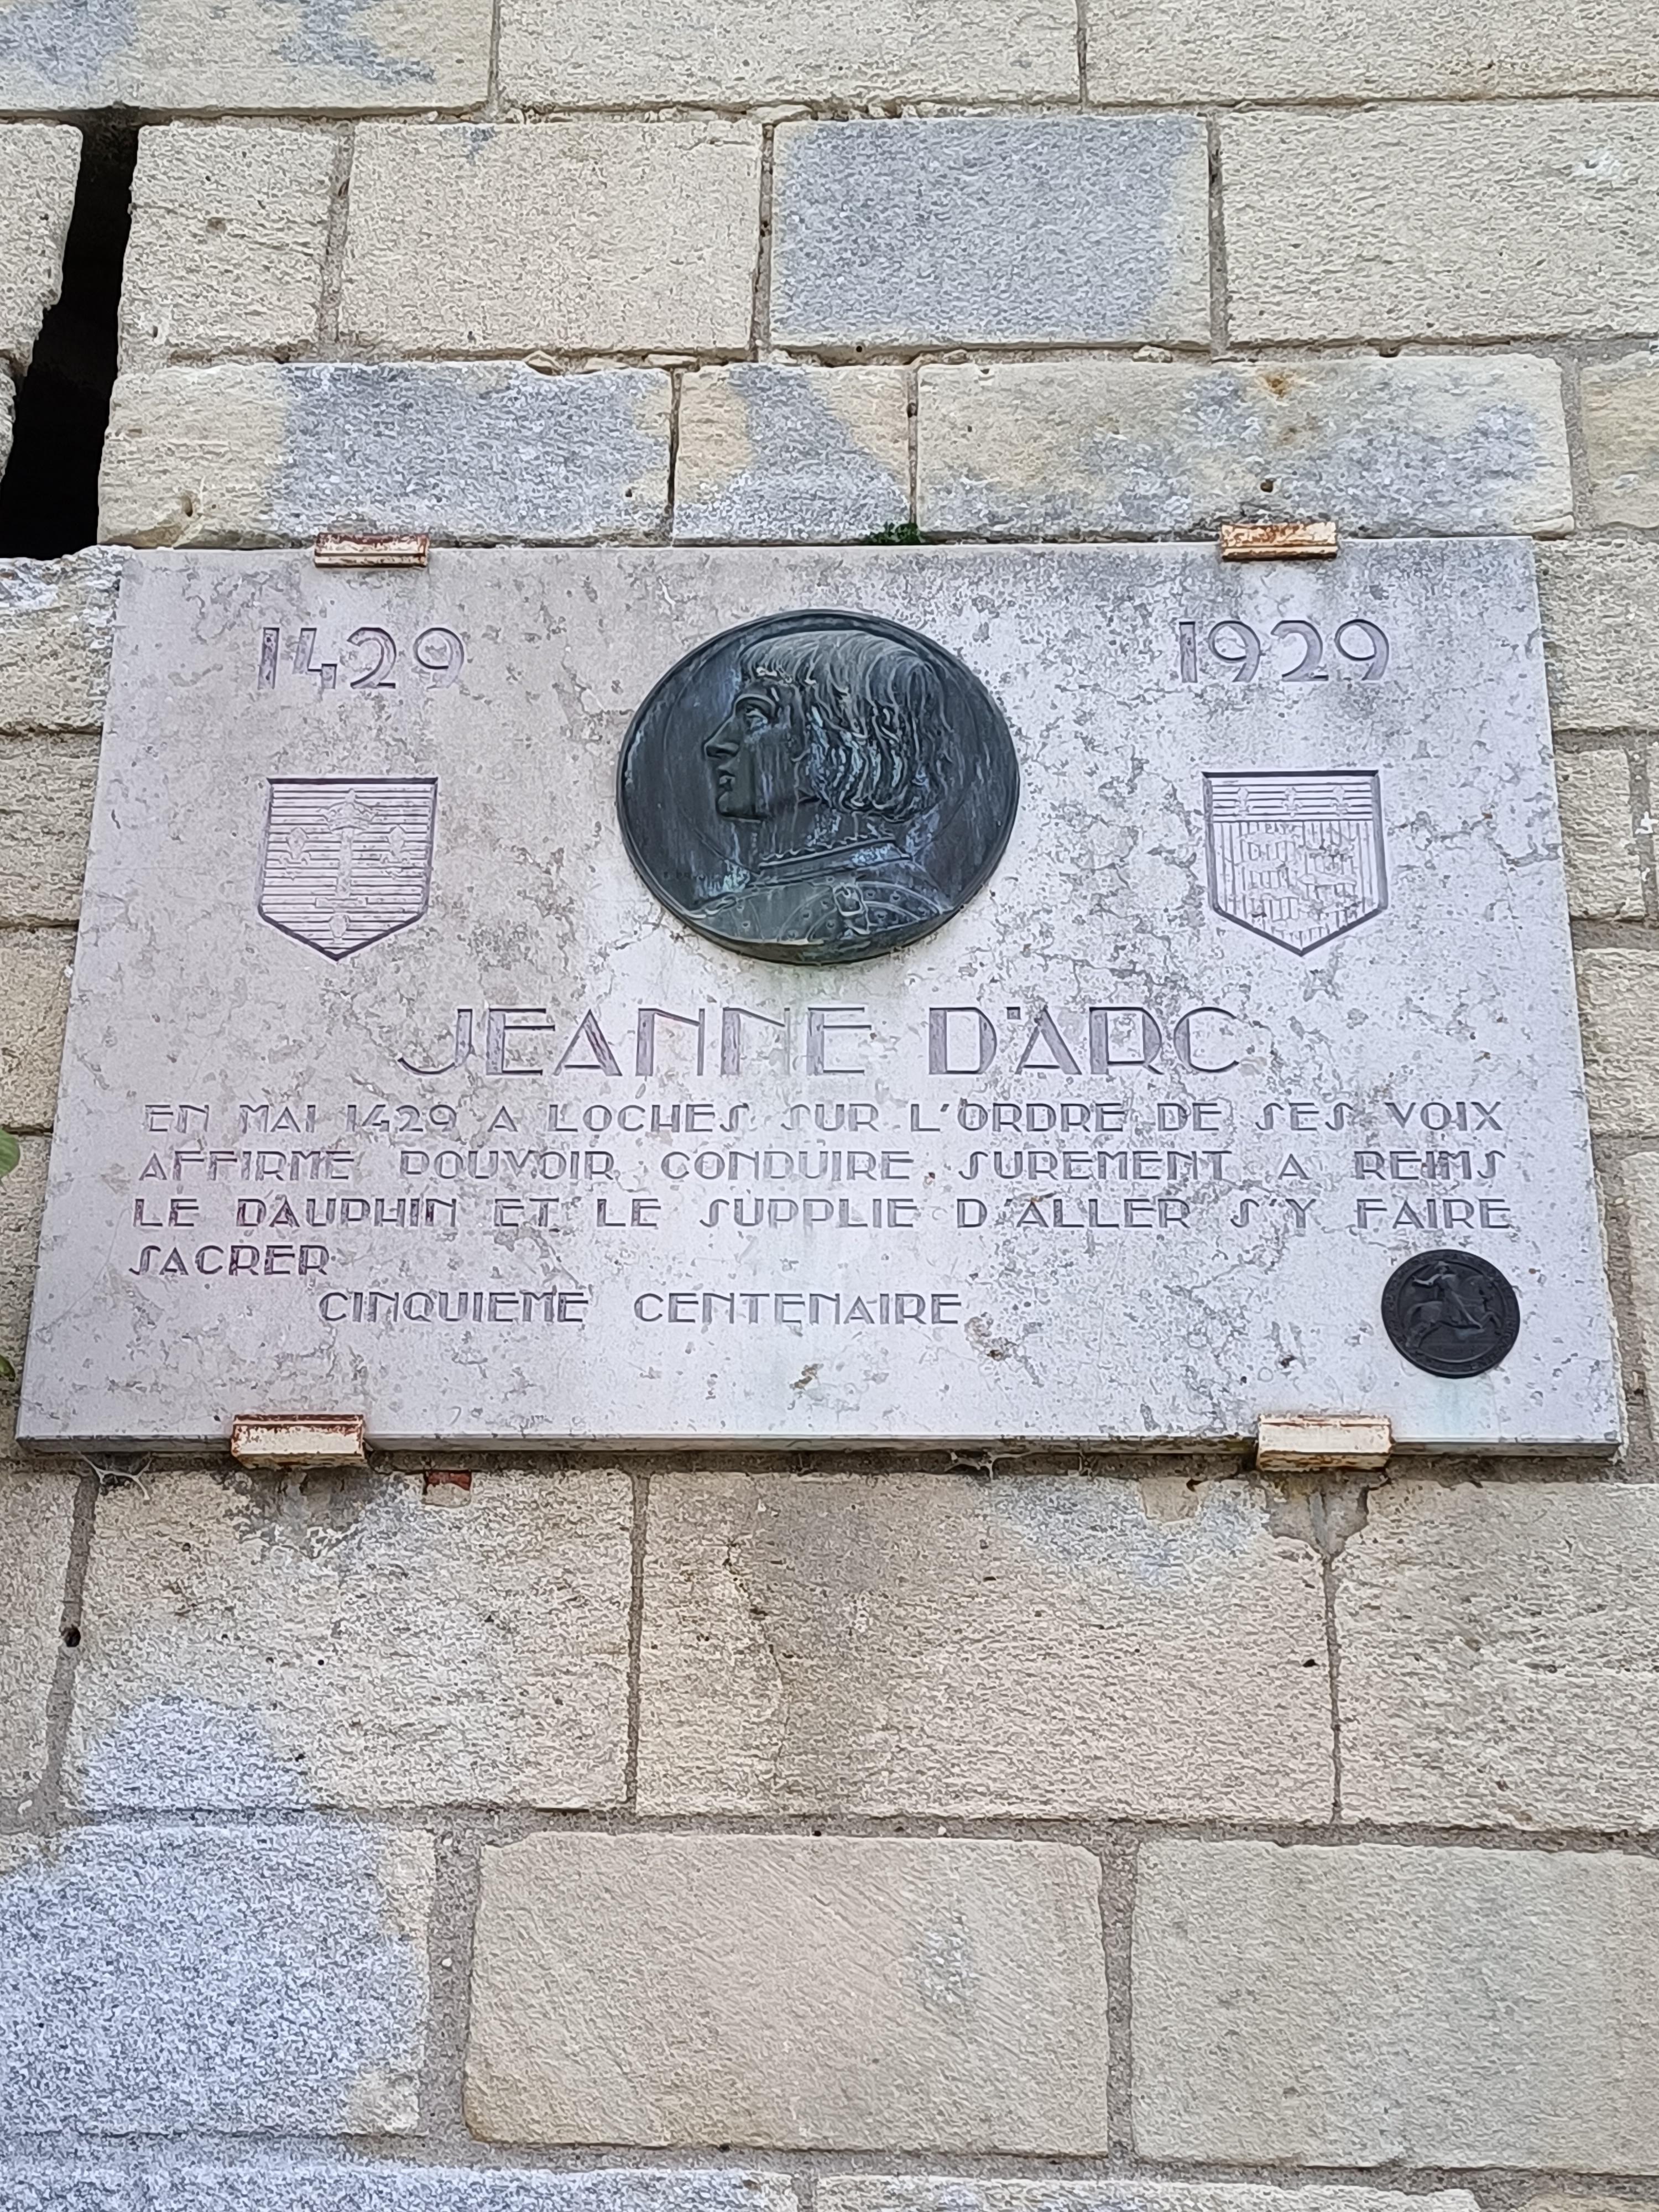 1429 1929
JEANNE D'ARC
EN MAI 1429 A LOCHES SUR L'ORDRE DE SES VOIX
AFFIRME POUVOIR CONDUIRE SUREMENT A REIMS
LE DAUPHIN ET LE SUPPLIE D'ALLER S'Y FAIRE
SACRER
CINQUIEME CENTENAIRE